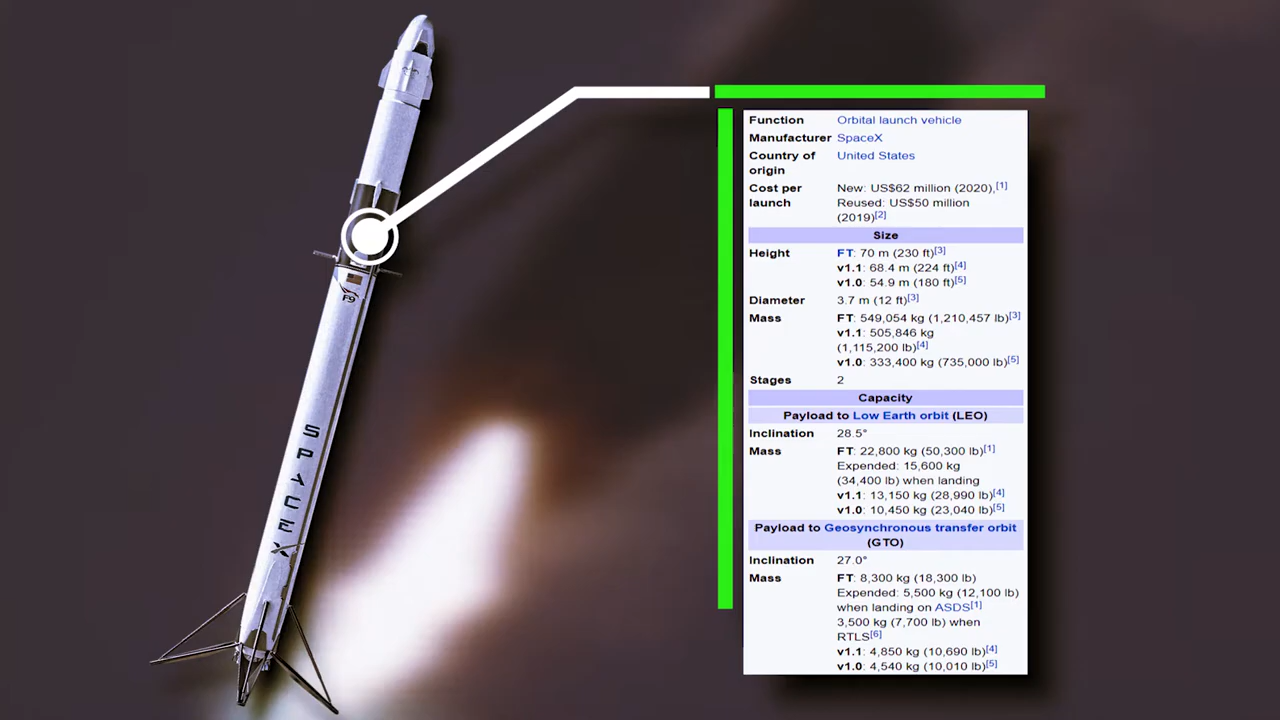 F9
SPACEX
Function Orbital launch vehicle
Manufacturer SpaceX
Country of United States
origin
Cost per New: US$62 million (2020),[1]
launch Reused: US$50 million
(2019)[2]
Size
Height FT: 70 m (230 ft)[3]
v1.1: 68.4 m (224 ft)[4]
v1.0: 54.9 m (180 ft)[5]
Diameter 3.7 m (12 ft)[3]
Mass FT: 549,054 kg (1,210,457 lb)[3]
v1.1: 505,846 kg
(1,115,200 lb)[4]
v1.0: 333,400 kg (735,000 lb)[5]
Stages 2
Capacity
Payload to Low Earth orbit (LEO)
Inclination 28.5°
Mass FT: 22,800 kg (50,300 lb)[1]
Expended: 15,600 kg
(34,400 lb) when landing
v1.1: 13,150 kg (28,990 lb)[4]
v1.0: 10,450 kg (23,040 lb)[5]
Payload to Geosynchronous transfer orbit
(GTO)
Inclination 27.0°
Mass FT: 8,300 kg (18,300 lb)
Expended: 5,500 kg (12,100 lb)
when landing on ASDS[1]
3,500 kg (7,700 lb) when
RTLS[6]
v1.1: 4,850 kg (10,690 lb)[4]
v1.0: 4,540 kg (10,010 lb)[5]